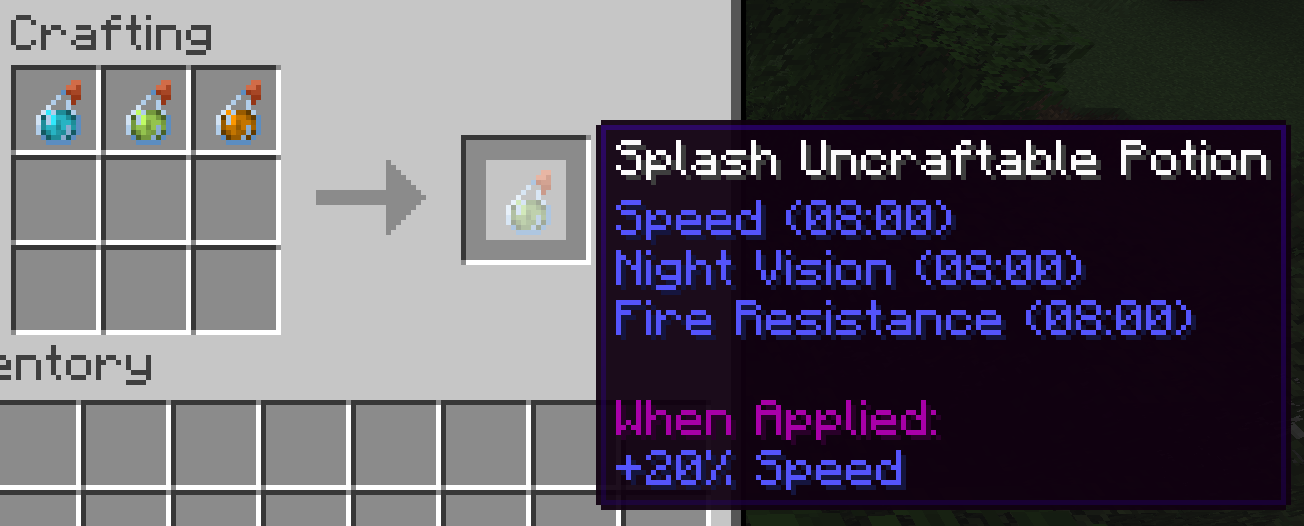 Crafting
Splash Uncraftable Potion
Speed (08:00)
Night Vision (08:00)
Fire Resistance (08:00)
When Applied:
+20% Speed
entory